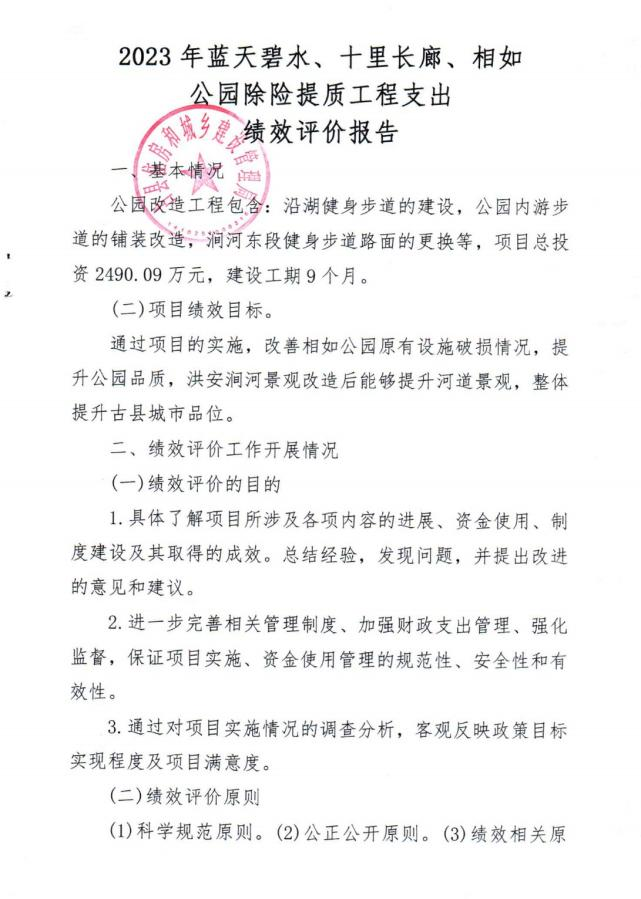 2023 年蓝天碧水、十里长廊、相如
公园除险提质工程支出
绩效评价报告
一、基本情况
公园改造工程包含：沿湖健身步道的建设，公园内游步
道的铺装改造，涧河东段健身步道路面的更换等，项目总投
资 2490.09 万元，建设工期 9 个月。
(二)项目绩效目标。
通过项目的实施，改善相如公园原有设施破损情况，提
升公园品质，洪安涧河景观改造后能够提升河道景观，整体
提升古县城市品位。
二、绩效评价工作开展情况
(一)绩效评价的目的
1.具体了解项目所涉及各项内容的进展、资金使用、制
度建设及其取得的成效。总结经验，发现问题，并提出改进
的意见和建议。
2.进一步完善相关管理制度、加强财政支出管理、强化
监督，保证项目实施、资金使用管理的规范性、安全性和有
效性。
3.通过对项目实施情况的调查分析，客观反映政策目标
实现程度及项目满意度。
(二)绩效评价原则
(1)科学规范原则。(2)公正公开原则。(3)绩效相关原
古县住房和城乡建设管理局